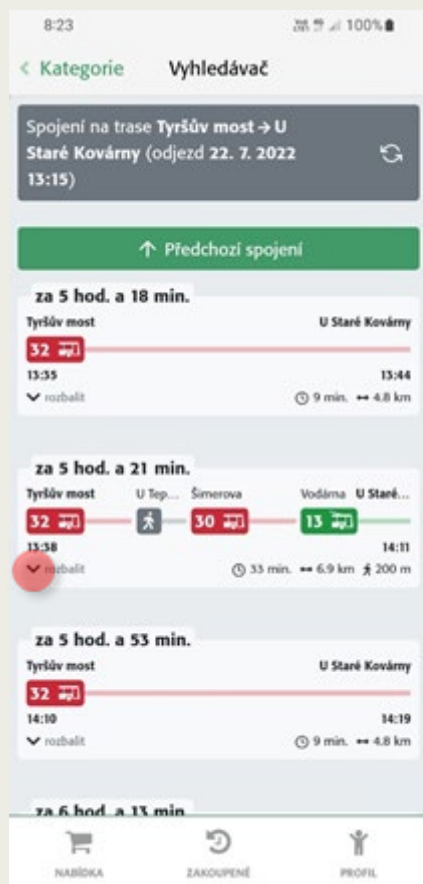 8:23 100%
Kategorie Vyhledávač
Spojení na trase Tyršův most → U
Staré Kovárny (odjezd 22. 7. 2022
13:15)
↑ Předchozí spojení
za 5 hod. a 18 min.
Tyršův most U Staré Kovárny
32
13:35 13:44
rozbalit 9 min. ↔ 4.8 km
za 5 hod. a 21 min.
Tyršův most U Tep... Šimerova Vodárna U Staré...
32 30 13
13:38 14:11
rozbalit 33 min. ↔ 6.9 km 200 m
za 5 hod. a 53 min.
Tyršův most U Staré Kovárny
32
14:10 14:19
rozbalit 9 min. ↔ 4.8 km
za 6 hod. a 13 min
NABÍDKA ZAKOUPENÉ PROFIL